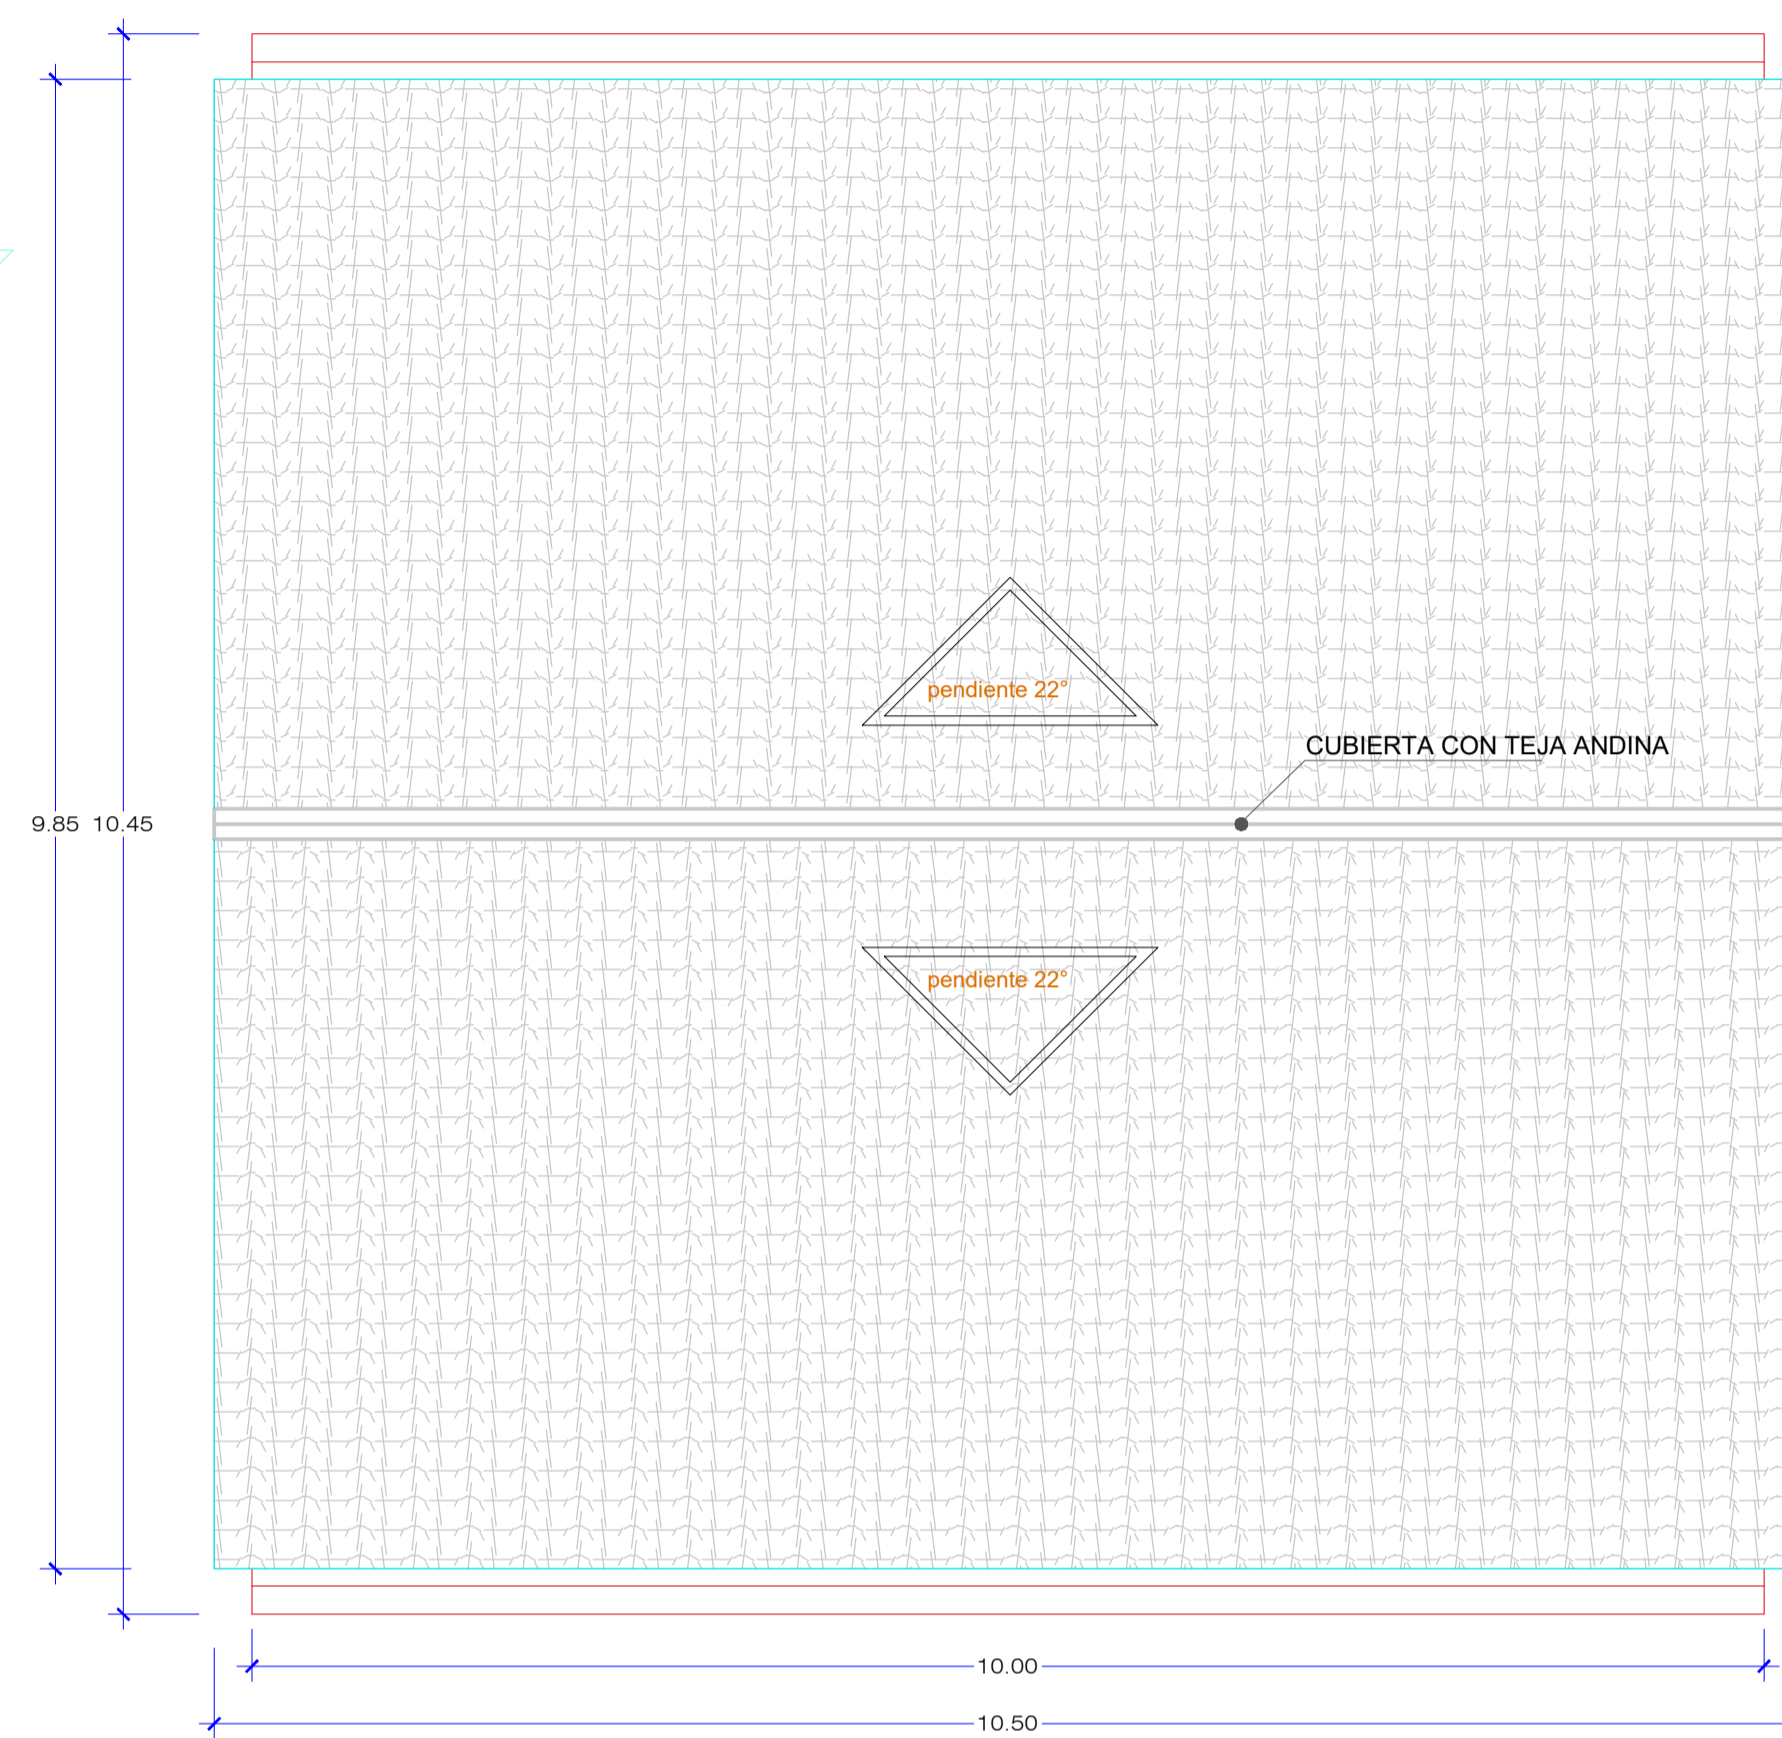 pendiente 22°
CUBIERTA CON TEJA ANDINA
9.85
10.45
pendiente 22°
10.00
10.50